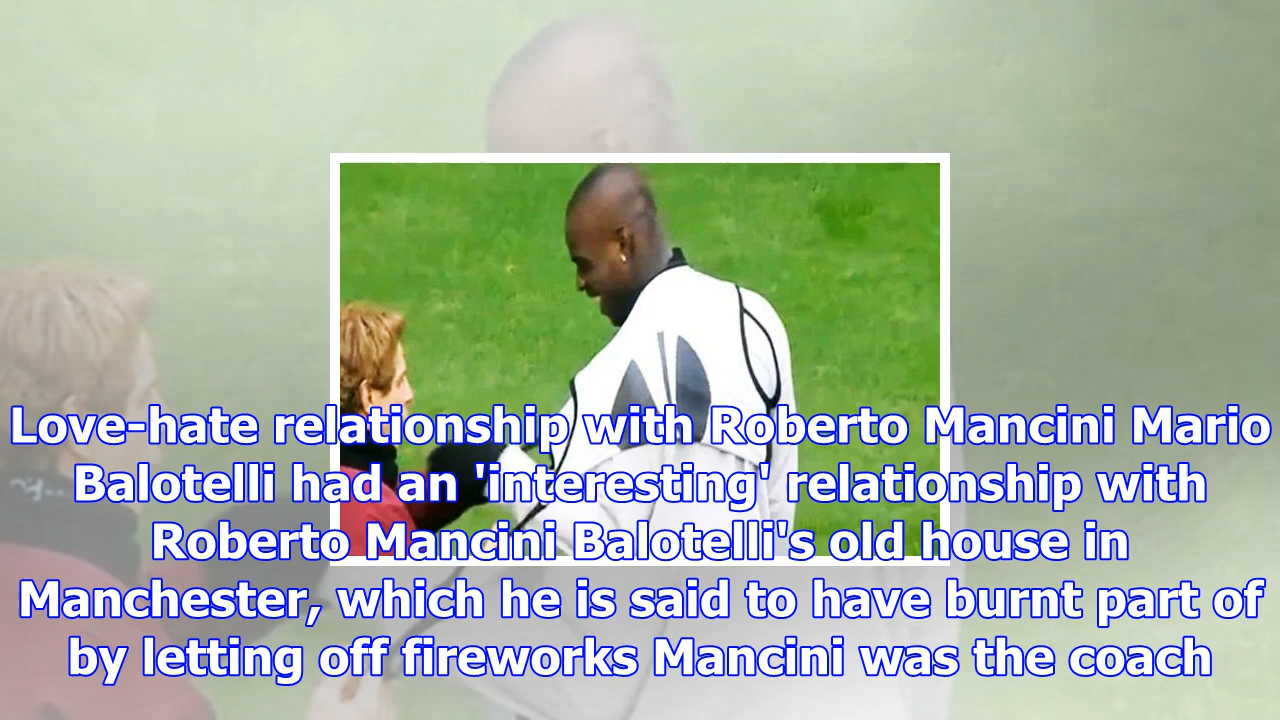 Love-hate relationship with Roberto Mancini Mario
Balotelli had an 'interesting' relationship with
Roberto Mancini Balotelli's old house in
Manchester, which he is said to have burnt part of
by letting off fireworks Mancini was the coach